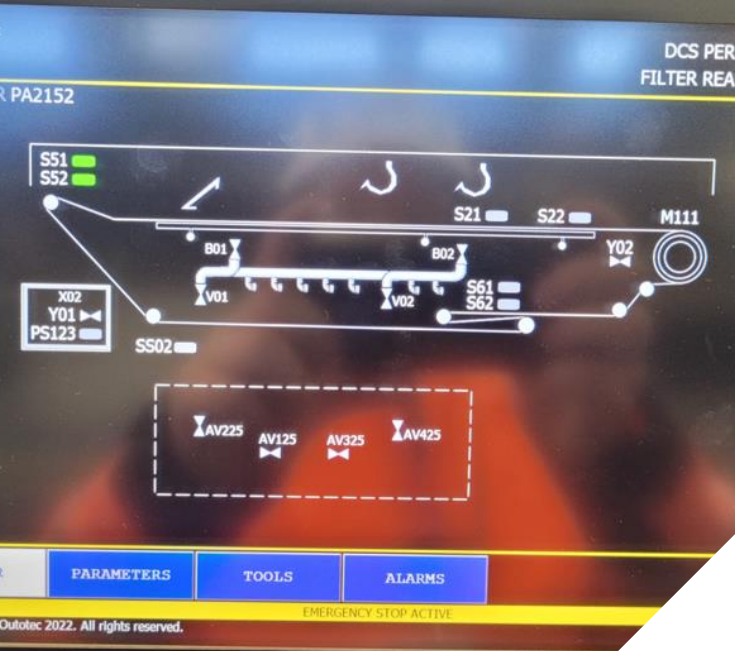 DCS PER
FILTER REA
R PA2152
S51
S52
S21
S22
M111
B01
B02
Y02
X02
Y01
PS123
V01
V02
S61
S62
SS02
AV225
AV125
AV325
AV425
R
PARAMETERS
TOOLS
ALARMS
EMERGENCY STOP ACTIVE
Outotec 2022. All rights reserved.